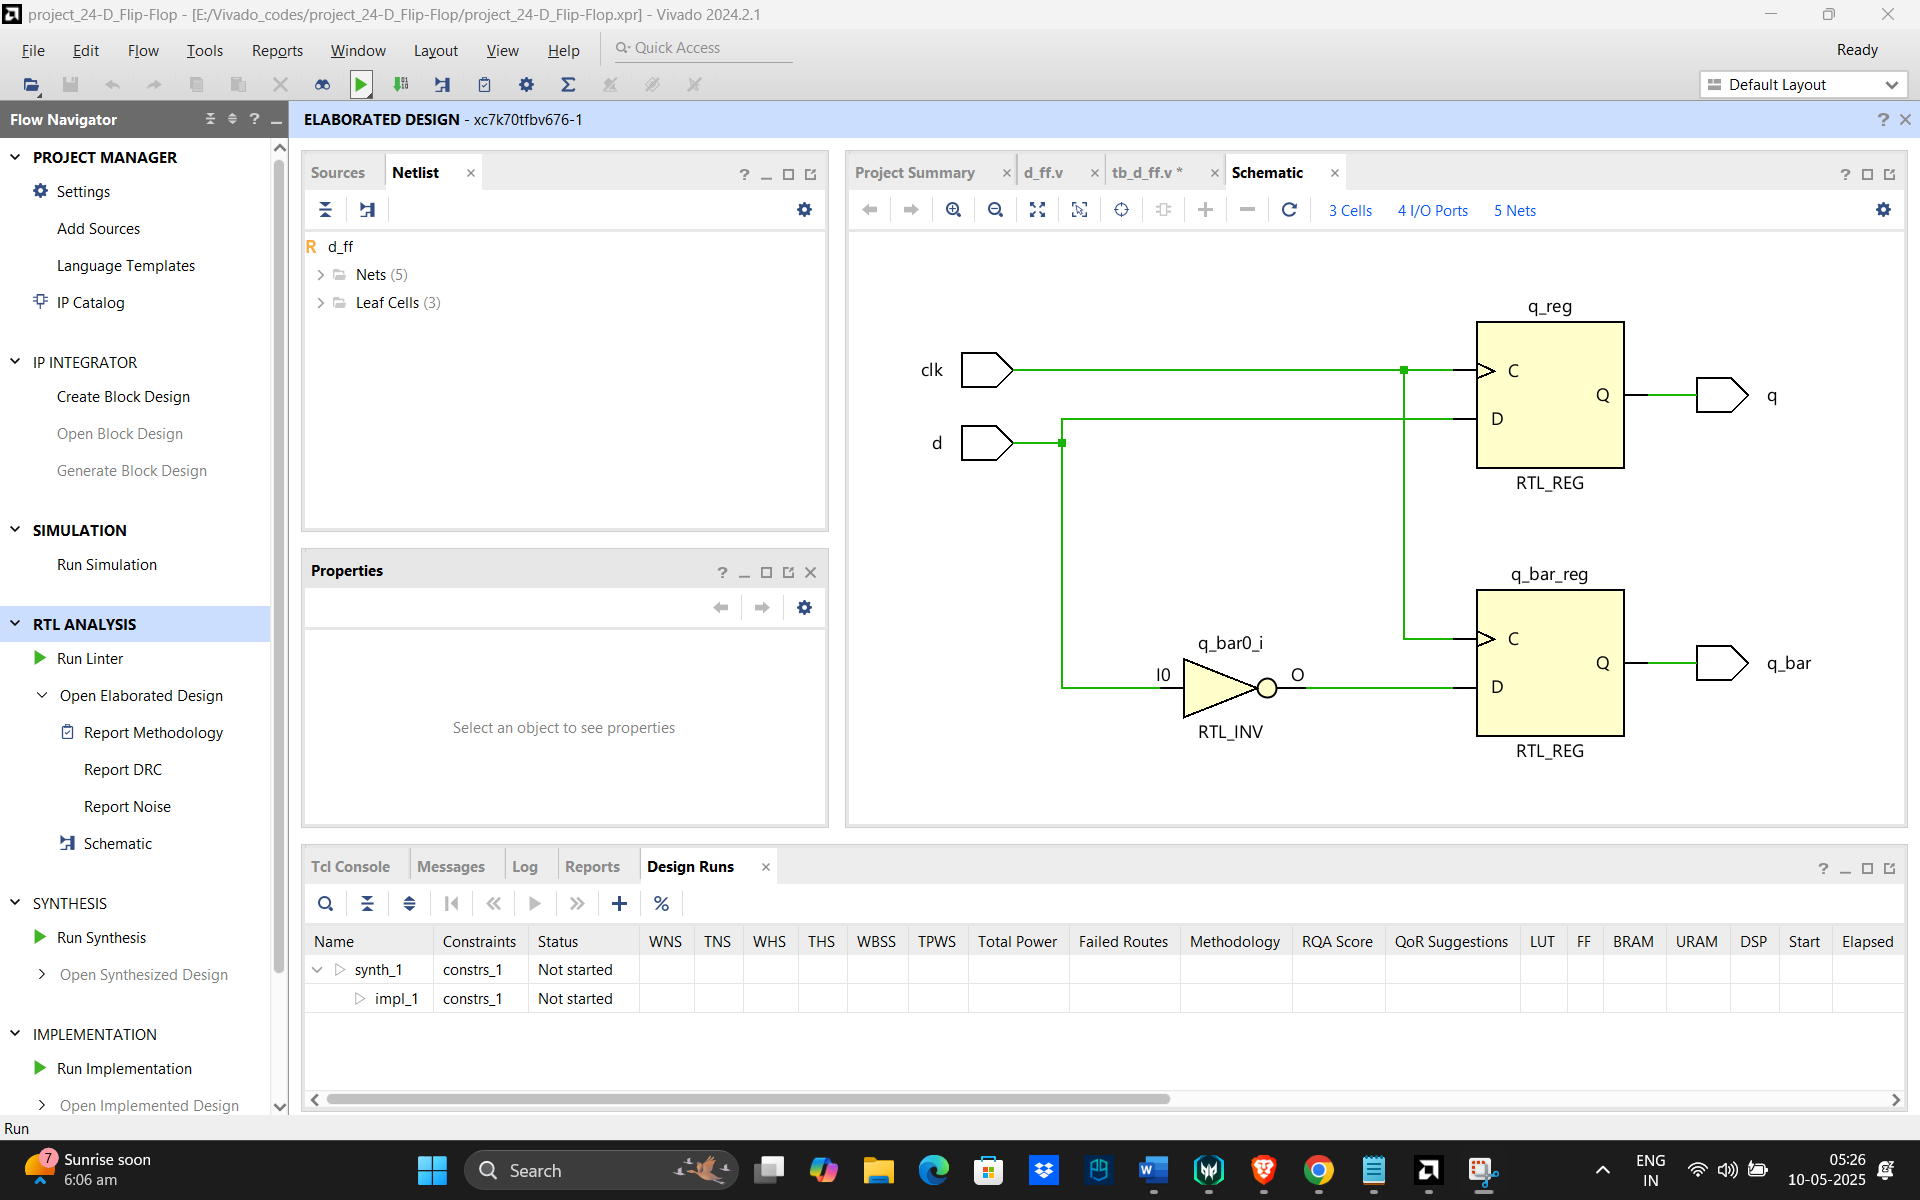 project_24-D_Flip-Flop - [E:/Vivado_codes/project_24-D_Flip-Flop/project_24-D_Flip-Flop.xpr] - Vivado 2024.2.1
File Edit Flow Tools Reports Window Layout View Help Quick Access Ready
Default Layout
Flow Navigator ? _
ELABORATED DESIGN - xc7k70tfbv676-1
PROJECT MANAGER
Settings
Add Sources
Language Templates
IP Catalog
IP INTEGRATOR
Create Block Design
Open Block Design
Generate Block Design
SIMULATION
Run Simulation
RTL ANALYSIS
Run Linter
Open Elaborated Design
Report Methodology
Report DRC
Report Noise
Schematic
SYNTHESIS
Run Synthesis
Open Synthesized Design
IMPLEMENTATION
Run Implementation
Open Implemented Design
Sources Netlist
R d_ff
Nets (5)
Leaf Cells (3)
Properties
Select an object to see properties
Project Summary d_ff.v tb_d_ff.v * Schematic
3 Cells 4 I/O Ports 5 Nets
q_reg
clk C
Q q
d D
RTL_REG
q_bar_reg
C
q_bar0_i
Q q_bar
I0 O D
RTL_INV
RTL_REG
Tcl Console Messages Log Reports Design Runs
Name Constraints Status WNS TNS WHS THS WBSS TPWS Total Power Failed Routes Methodology RQA Score QoR Suggestions LUT FF BRAM URAM DSP Start Elapsed
synth_1 constrs_1 Not started
impl_1 constrs_1 Not started
Run
7 Sunrise soon
6:06 am
Search
ENG
IN
05:26
10-05-2025